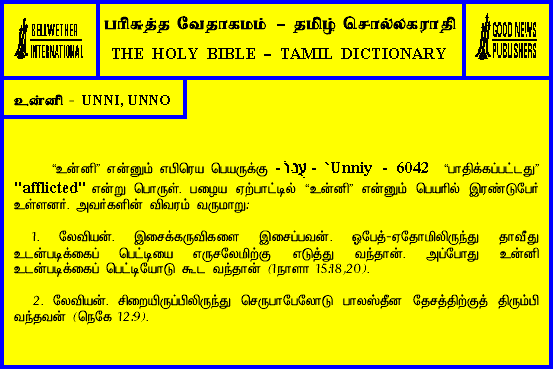 BELLWETHER
INTERNATIONAL
பரிசுத்த வேதாகமம் - தமிழ் சொல்லகராதி
THE HOLY BIBLE - TAMIL DICTIONARY
GOOD NEWS
PUBLISHERS
உன்னி - UNNI, UNNO
“உன்னி” என்னும் எபிரெய பெயருக்கு - עֻנִּי - `Unniy - 6042 “பாதிக்கப்பட்டது”
"afflicted" என்று பொருள். பழைய ஏற்பாட்டில் “உன்னி” என்னும் பெயரில் இரண்டுபேர்
உள்ளனர். அவர்களின் விவரம் வருமாறு:
1. லேவியன். இசைக்கருவிகளை இசைப்பவன். ஓபேத்-ஏதோமிலிருந்து தாவீது
உடன்படிக்கைப் பெட்டியை எருசலேமிற்கு எடுத்து வந்தான். அப்போது உன்னி
உடன்படிக்கைப் பெட்டியோடு கூட வந்தான் (1நாளா 15:18,20).
2. லேவியன். சிறையிருப்பிலிருந்து செருபாபேலோடு பாலஸ்தீன தேசத்திற்குத் திரும்பி
வந்தவன் (நெகே 12:9).